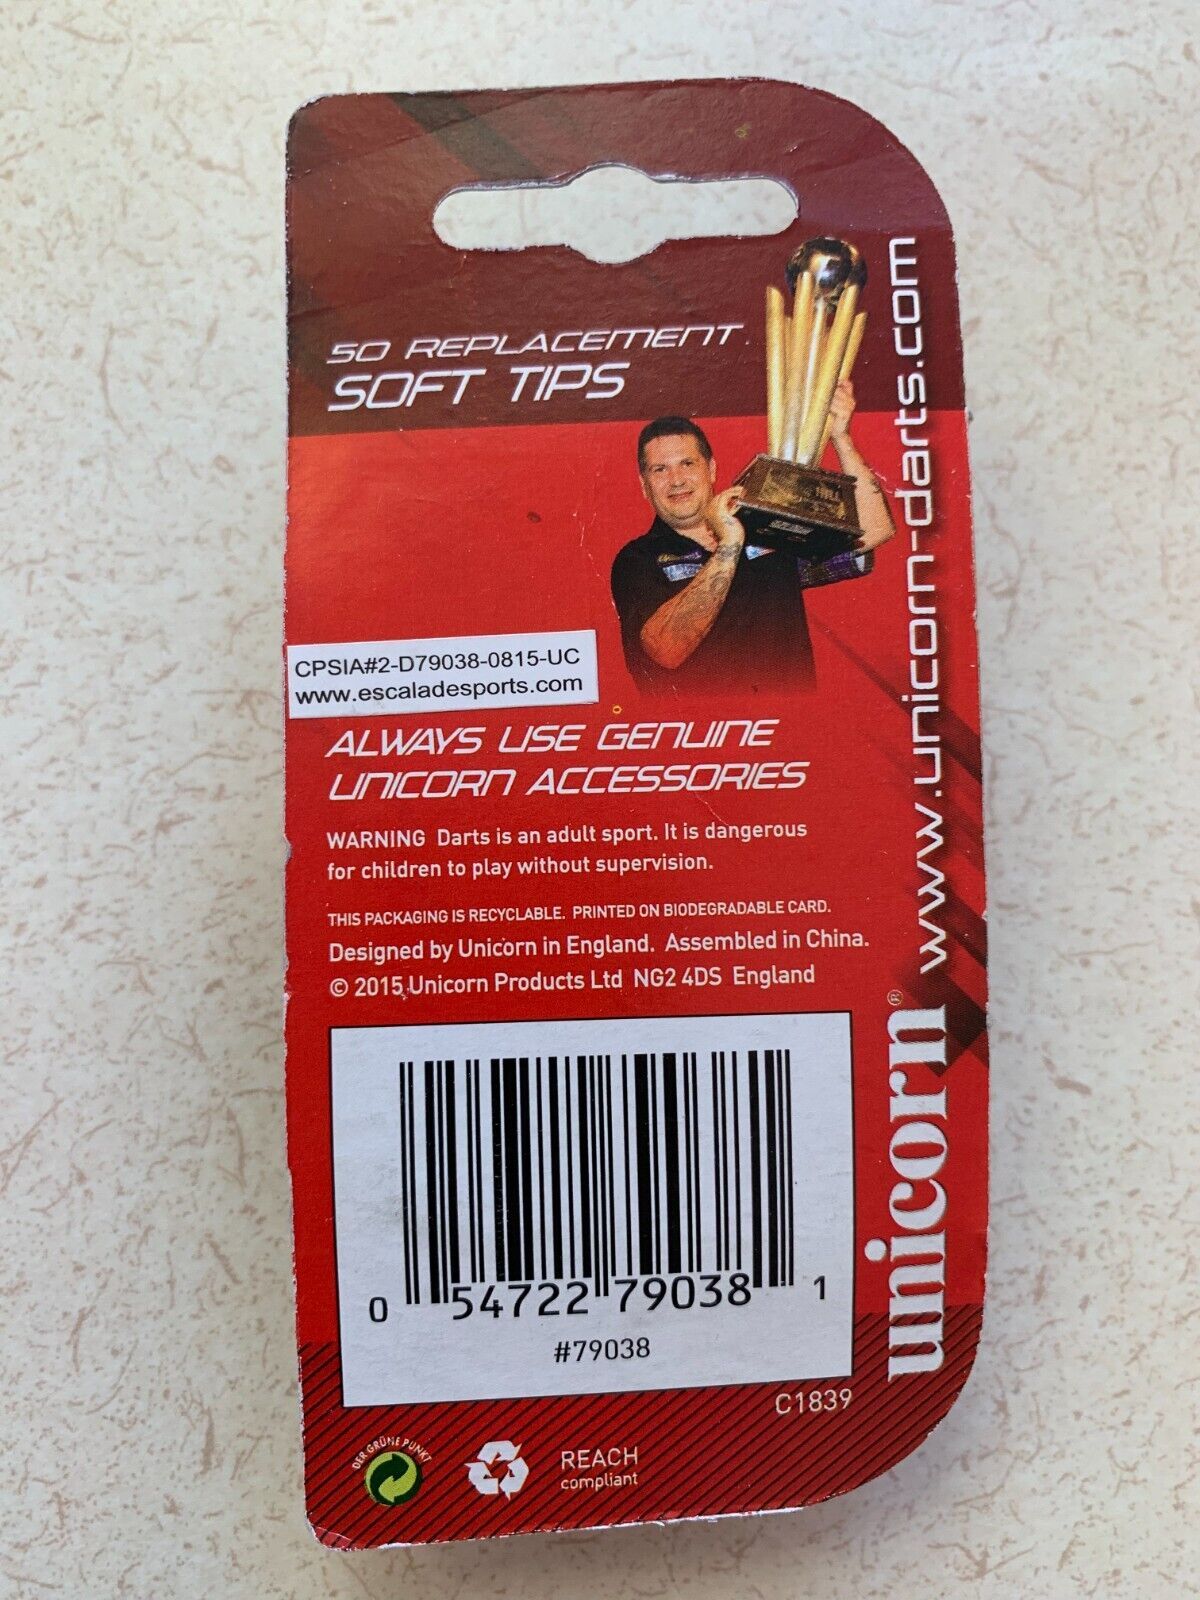 50 REPLACEMENT
SOFT TIPS
HILL
CPSIA#2-D79038-0815-UC
www.escaladesports.com
ALWAYS USE GENUINE
UNICORN ACCESSORIES
WARNING Darts is an adult sport. It is dangerous
for children to play without supervision.
THIS PACKAGING IS RECYCLABLE. PRINTED ON BIODEGRADABLE CARD.
Designed by Unicorn in England. Assembled in China.
© 2015 Unicorn Products Ltd NG2 4DS England
0 54722 79038 1
#79038
C1839
DER GRÜNE PUNKT
REACH
compliant
unicorn® www.unicorn-darts.com